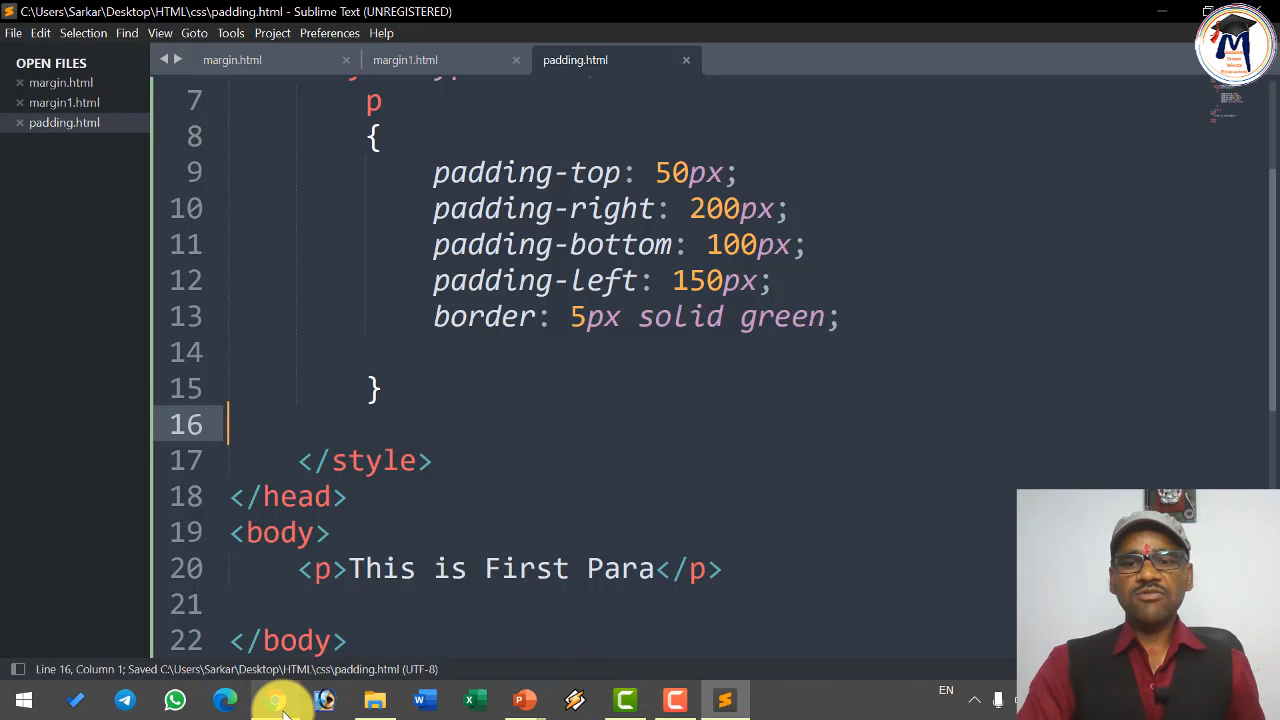 C:\Users\Sarkar\Desktop\HTML\css\padding.html - Sublime Text (UNREGISTERED)
File Edit Selection Find View Goto Tools Project Preferences Help
OPEN FILES
margin.html
margin1.html
padding.html
margin.html
margin1.html
padding.html
7 p
8 {
9 padding-top: 50px;
10 padding-right: 200px;
11 padding-bottom: 100px;
12 padding-left: 150px;
13 border: 5px solid green;
14
15 }
16
17 </style>
18 </head>
19 <body>
20 <p>This is First Para</p>
21
22 </body>
Line 16, Column 1; Saved C:\Users\Sarkar\Desktop\HTML\css\padding.html (UTF-8)
EN